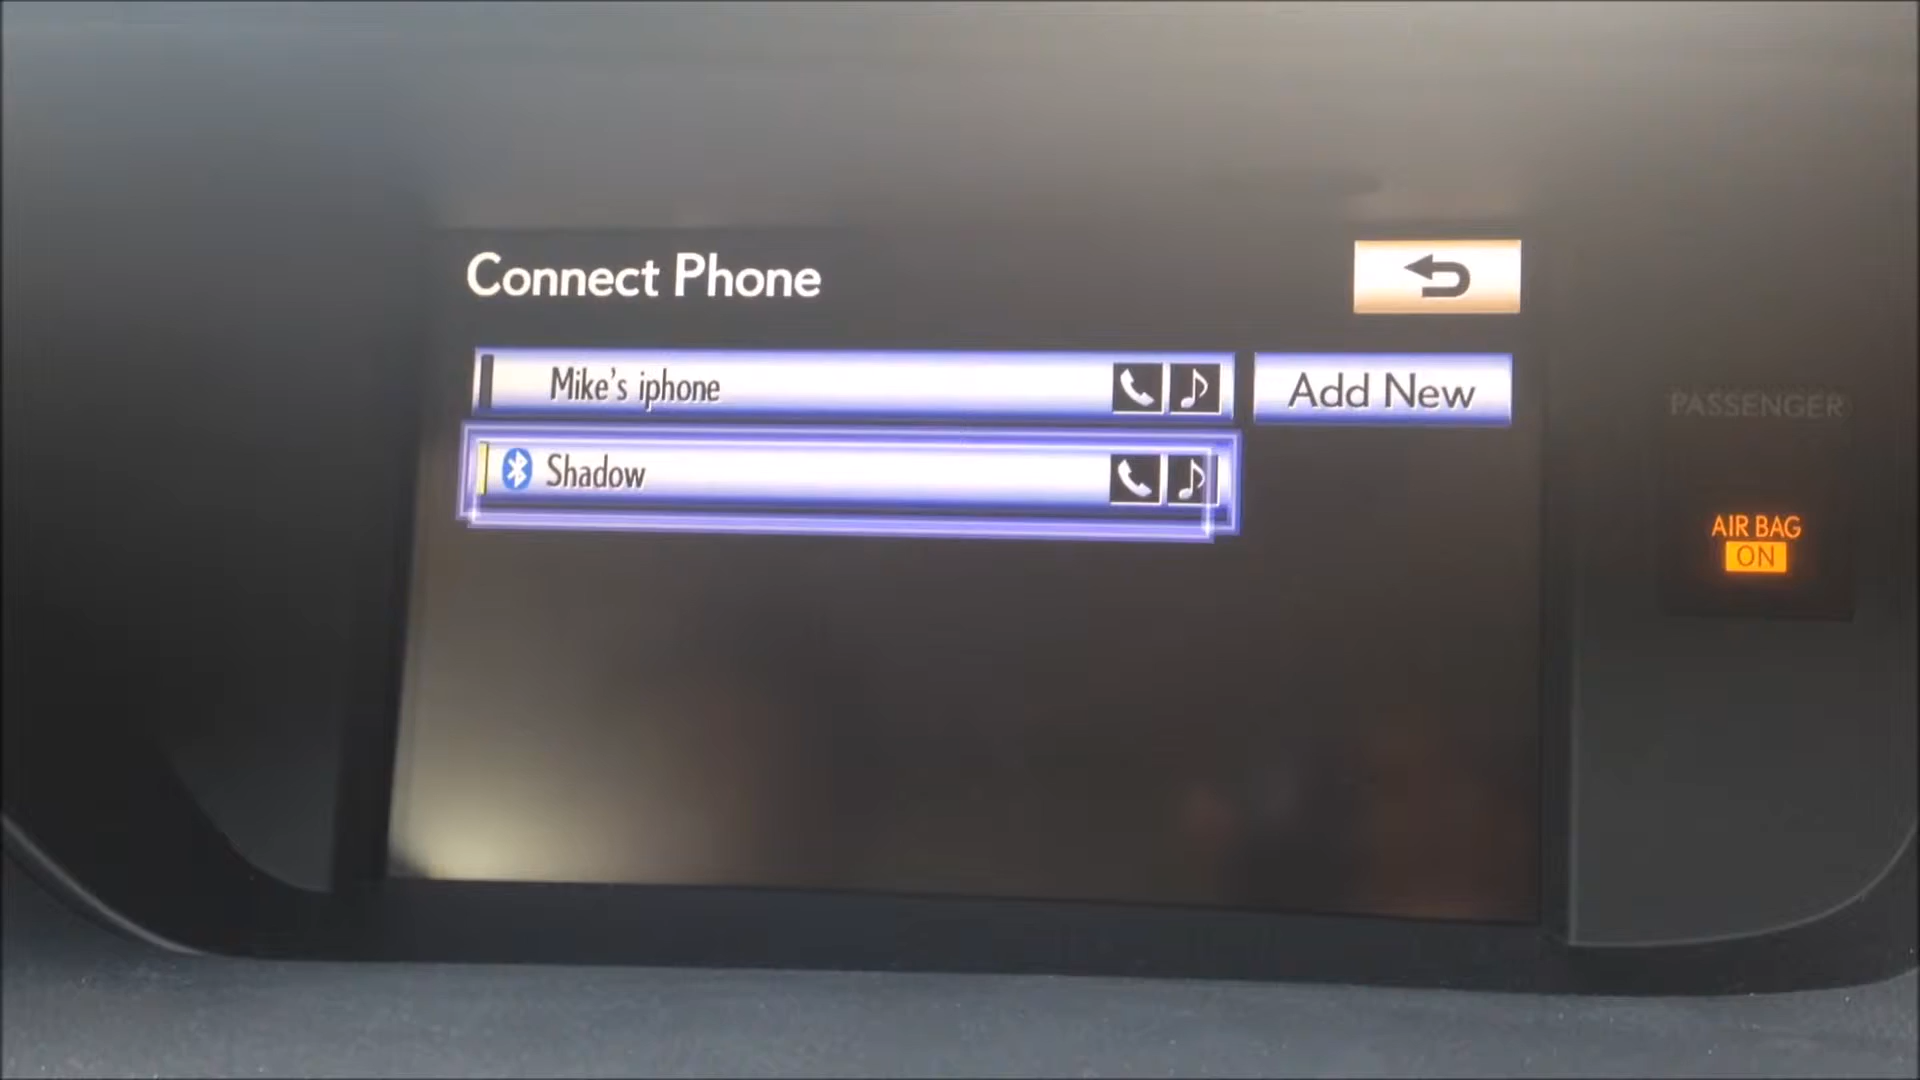 Connect Phone
Mike's iphone
Add New
Shadow
PASSENGER
AIR BAG
ON